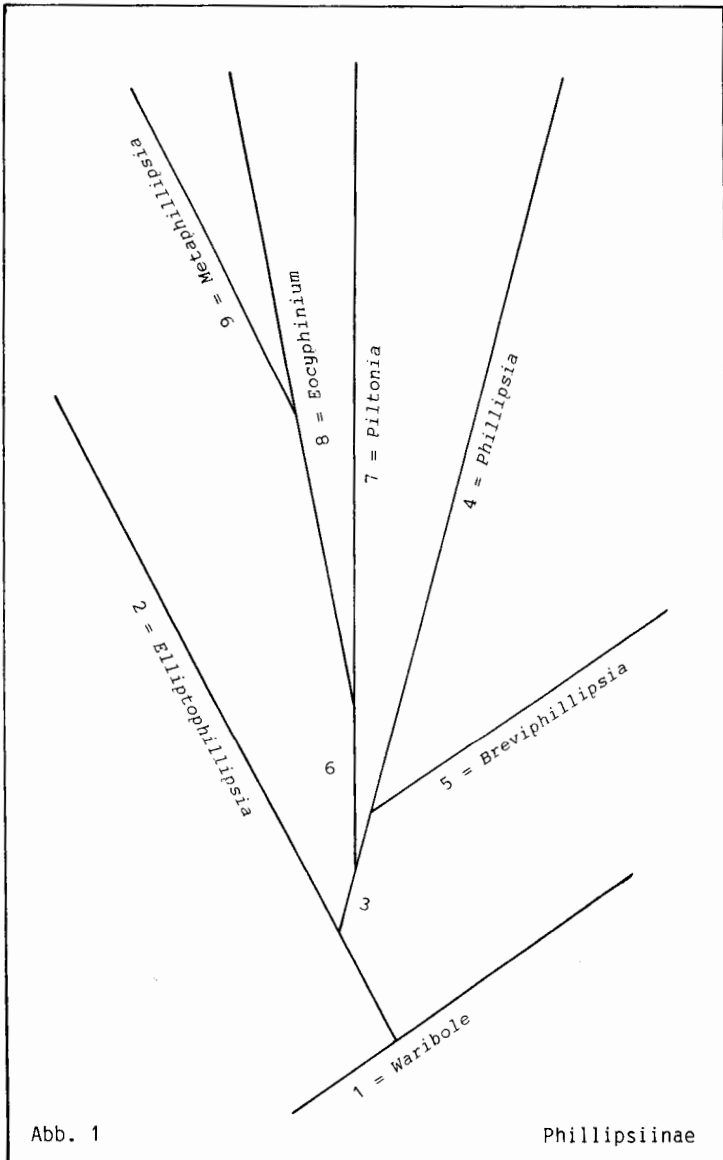 9 = Metaphillipsia
8 = Eocyphinium
7 = Piltonia
4 = Phillipsia
2 = Elliptophillipsia
5 = Breviphillipsia
6
3
1 = Waribole
Abb. 1
Phillipsiinae